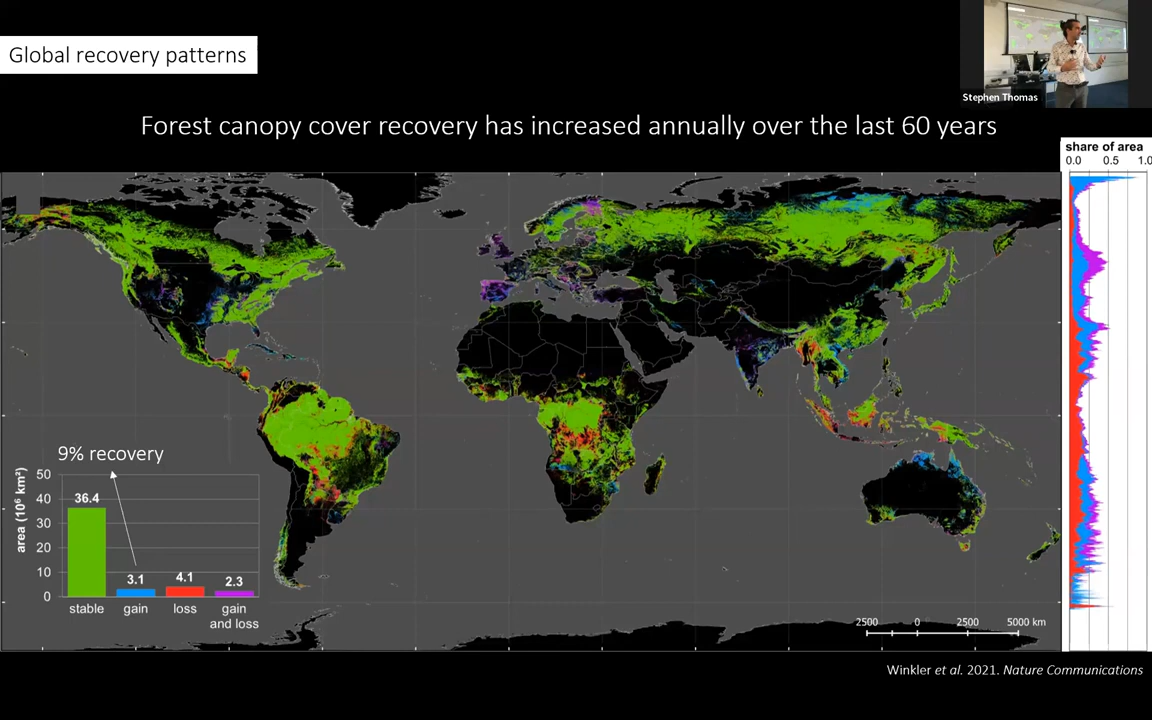 Global recovery patterns
Stephen Thomas
Forest canopy cover recovery has increased annually over the last 60 years
share of area
0.0 0.5 1.0
9% recovery
area (10⁶ km²)
50
40
30
20
10
0
36.4
3.1
4.1
2.3
stable
gain
loss
gain
and loss
2500 0 2500 5000 km
Winkler et al. 2021. Nature Communications